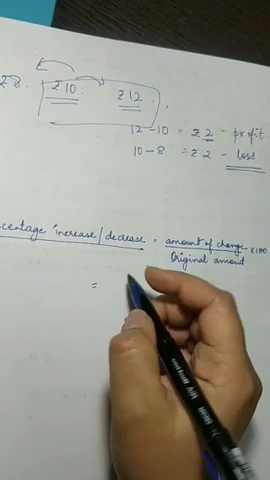 ₹8. ₹10 ₹12
12 - 10 = ₹2 - profit
10 - 8 = ₹2 - loss
centage increase/decrease = amount of change / Original amount × 100
=